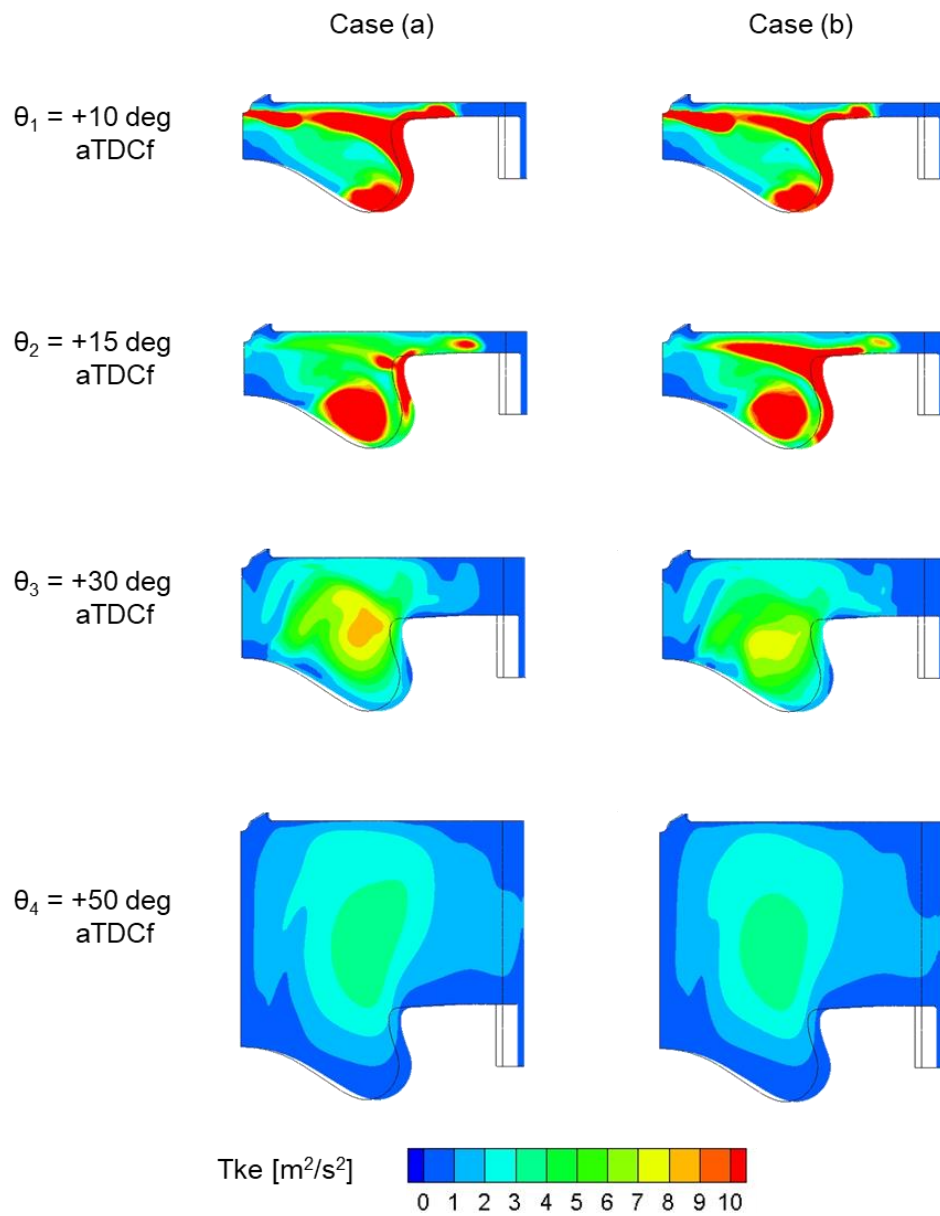 Case (a) Case (b)
θ₁ = +10 deg
aTDCf
θ₂ = +15 deg
aTDCf
θ₃ = +30 deg
aTDCf
θ₄ = +50 deg
aTDCf
Tke [m²/s²]
0 1 2 3 4 5 6 7 8 9 10